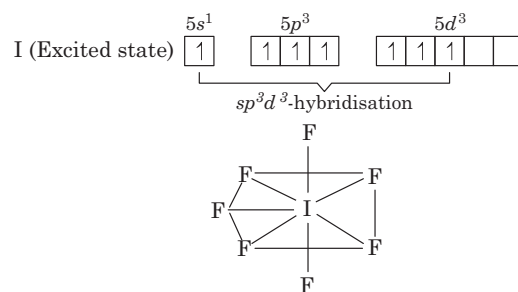 5s¹ 5p³ 5d³
I (Excited state) 1 1 1 1 1 1 1
sp³d³-hybridisation
F
F F
F I
F F
F